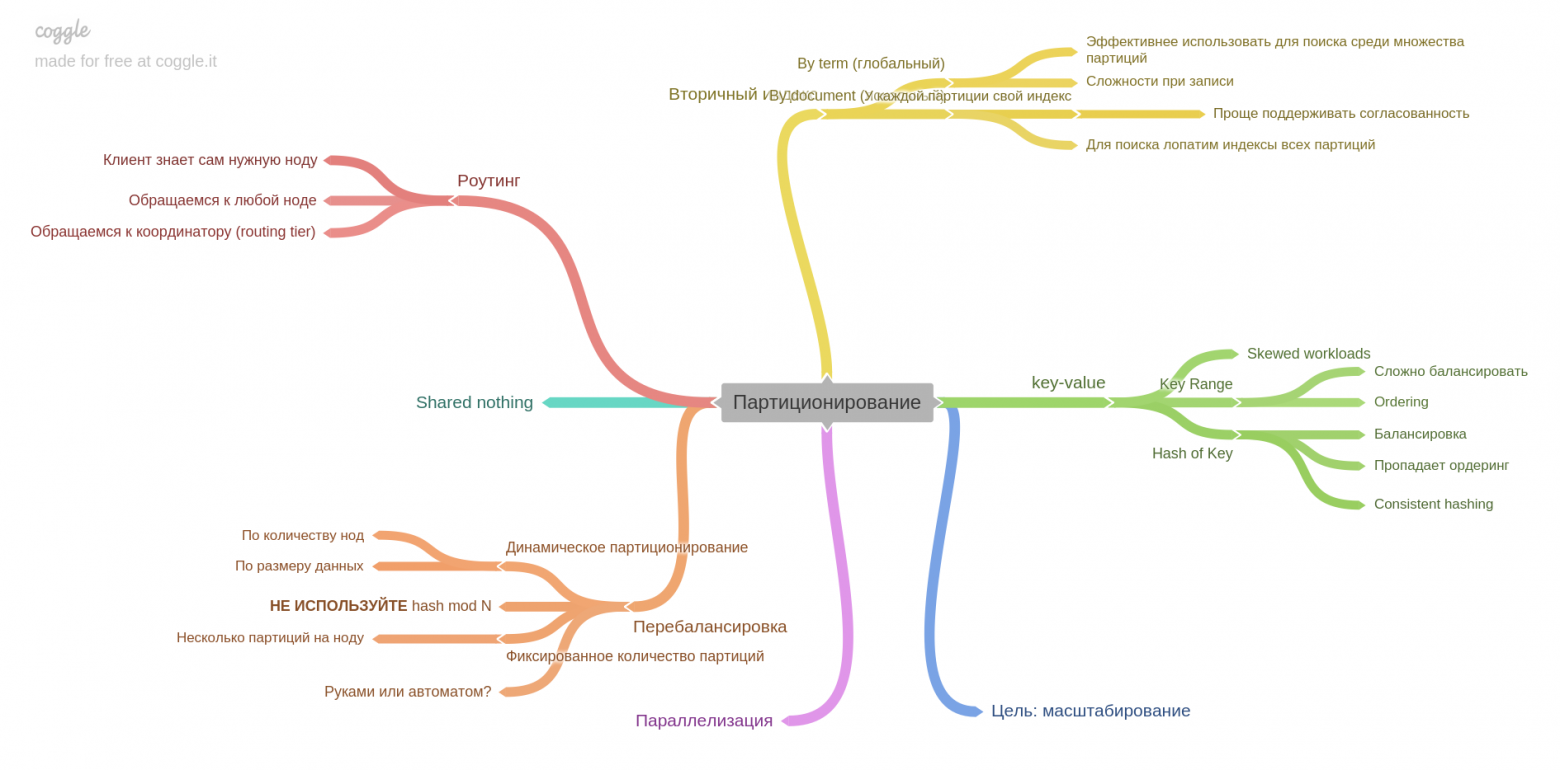 coggle
made for free at coggle.it
Эффективнее использовать для поиска среди множества
партиций
By term (глобальный)
Сложности при записи
Вторичный
By document
У каждой партиции свой индекс
Проще поддерживать согласованность
Для поиска лопатим индексы всех партиций
Клиент знает сам нужную ноду
Роутинг
Обращаемся к любой ноде
Обращаемся к координатору (routing tier)
Skewed workloads
Сложно балансировать
key-value
Key Range
Shared nothing
Партиционирование
Ordering
Балансировка
Hash of Key
Пропадает ордеринг
Consistent hashing
По количеству нод
Динамическое партиционирование
По размеру данных
НЕ ИСПОЛЬЗУЙТЕ hash mod N
Перебалансировка
Несколько партиций на ноду
Фиксированное количество партиций
Руками или автоматом?
Параллелизация
Цель: масштабирование